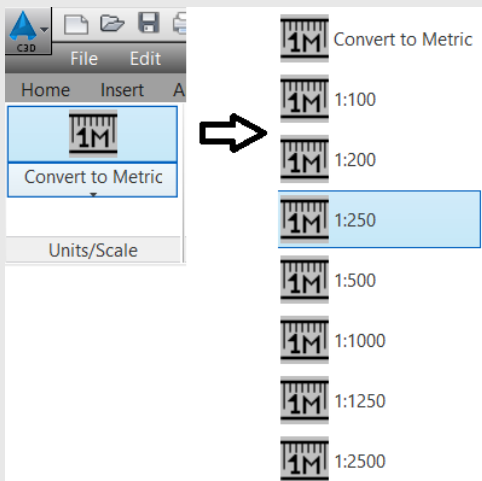 C3D
File Edit
Home Insert A
1M
Convert to Metric
Units/Scale
1M Convert to Metric
1M 1:100
1M 1:200
1M 1:250
1M 1:500
1M 1:1000
1M 1:1250
1M 1:2500